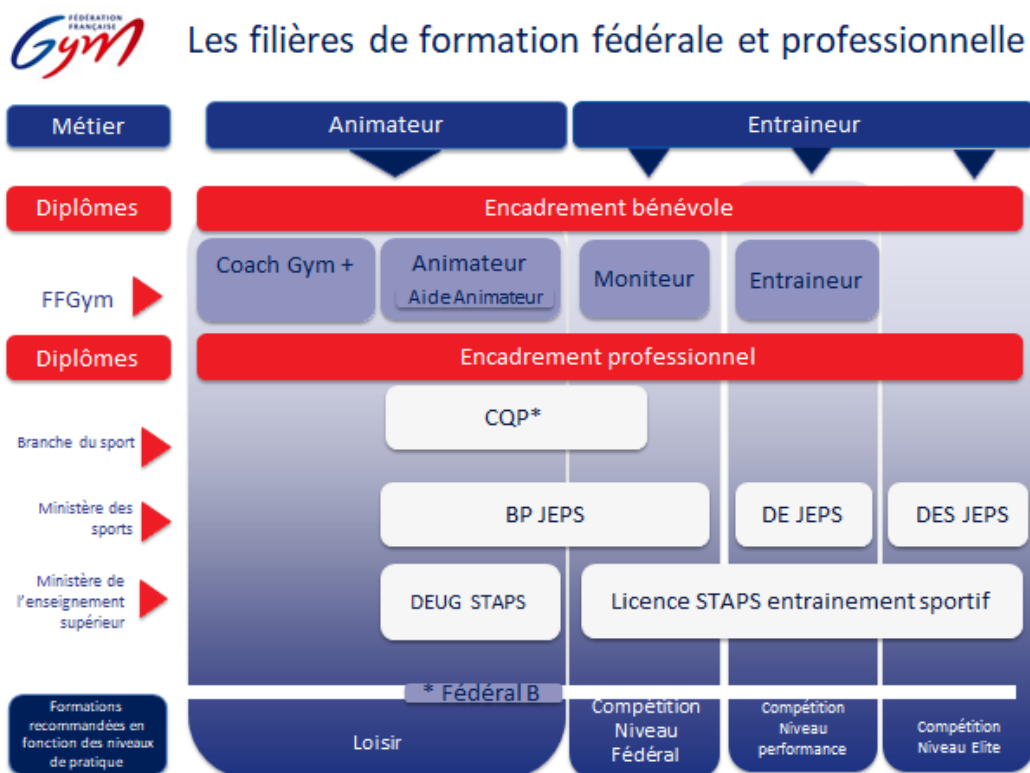 FÉDÉRATION
FRANÇAISE
Gym
Les filières de formation fédérale et professionnelle
Métier
Animateur
Entraineur
Diplômes
Encadrement bénévole
FFGym
Coach Gym +
Animateur
Aide Animateur
Moniteur
Entraineur
Diplômes
Encadrement professionnel
Branche du sport
CQP*
Ministère des
sports
BP JEPS
DE JEPS
DES JEPS
Ministère de
l'enseignement
supérieur
DEUG STAPS
Licence STAPS entrainement sportif
* Fédéral B
Formations
recommandées en
fonction des niveaux
de pratique
Loisir
Compétition
Niveau
Fédéral
Compétition
Niveau
performance
Compétition
Niveau Elite